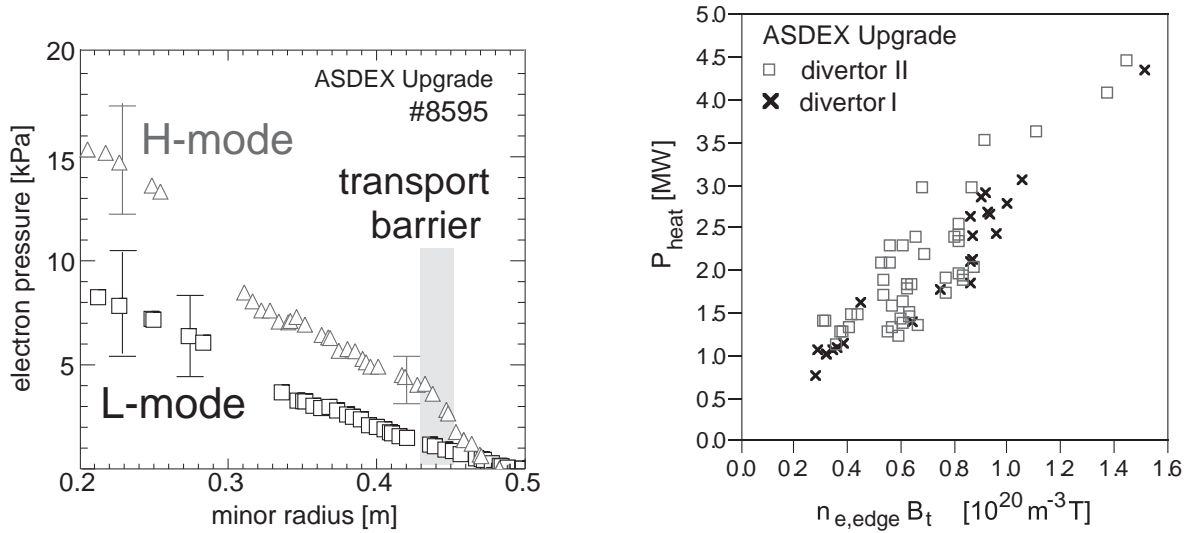 20
15
10
5
electron pressure [kPa]
ASDEX Upgrade
#8595
H-mode
transport
barrier
L-mode
0.2
0.3
0.4
0.5
minor radius [m]
5.0
4.5
4.0
3.5
3.0
2.5
2.0
1.5
1.0
0.5
0.0
P_heat [MW]
ASDEX Upgrade
divertor II
divertor I
0.0
0.2
0.4
0.6
0.8
1.0
1.2
1.4
1.6
n_e,edge B_t [10^20 m^-3 T]